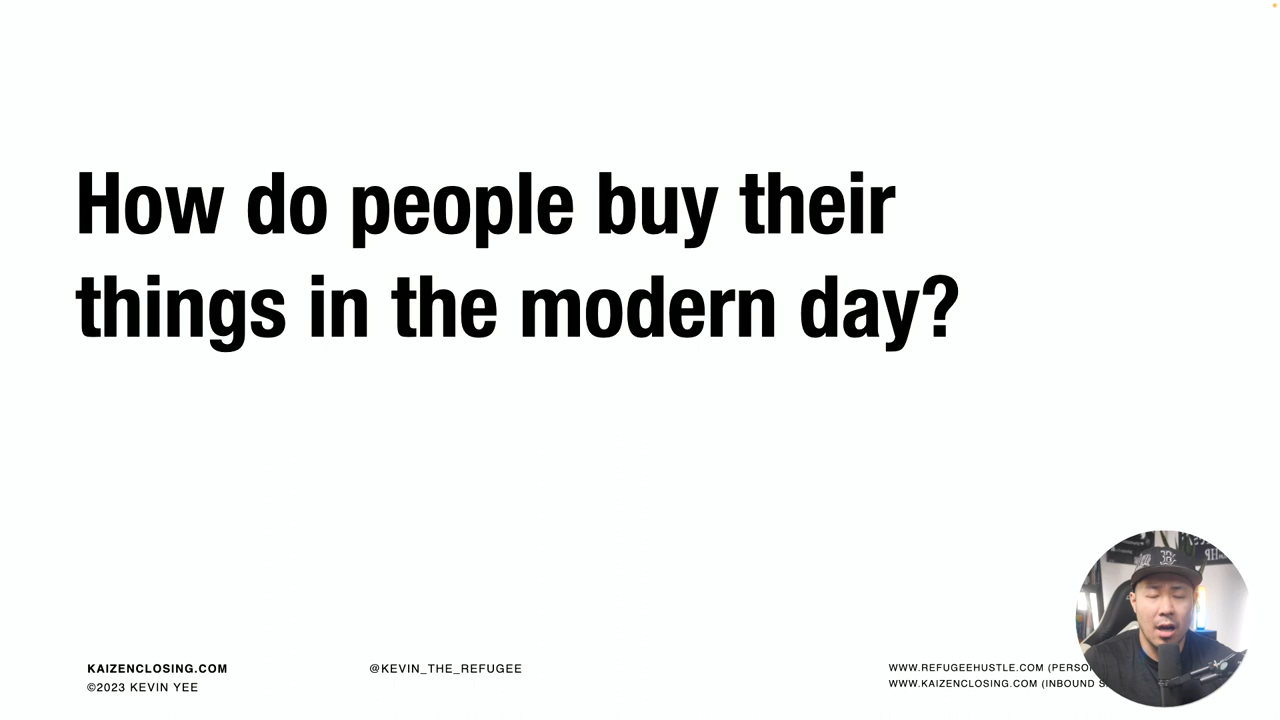 How do people buy their
things in the modern day?
KAIZENCLOSING.COM
©2023 KEVIN YEE
@KEVIN_THE_REFUGEE
WWW.REFUGEEHUSTLE.COM
WWW.KAIZENCLOSING.COM (INBOUND